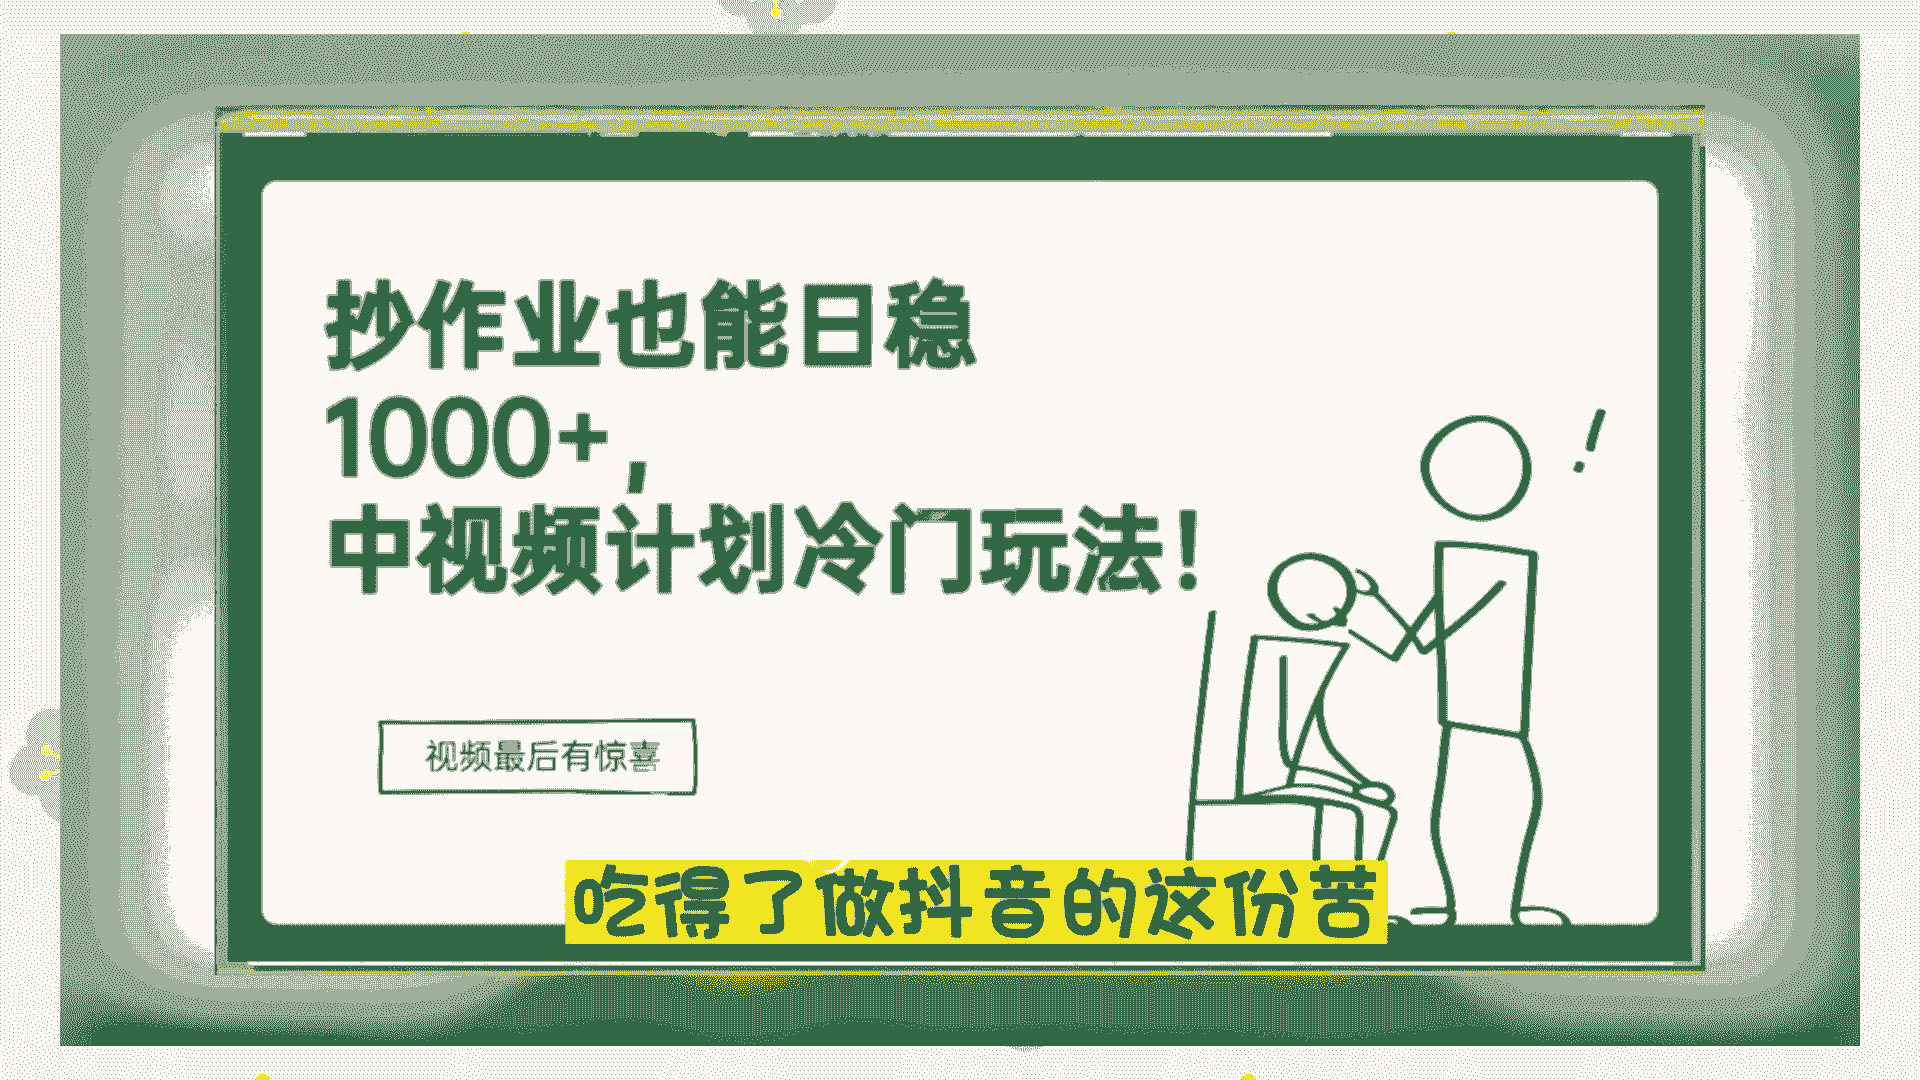 抄作业也能日稳
1000+，
中视频计划冷门玩法！
视频最后有惊喜
吃得了做抖音的这份苦